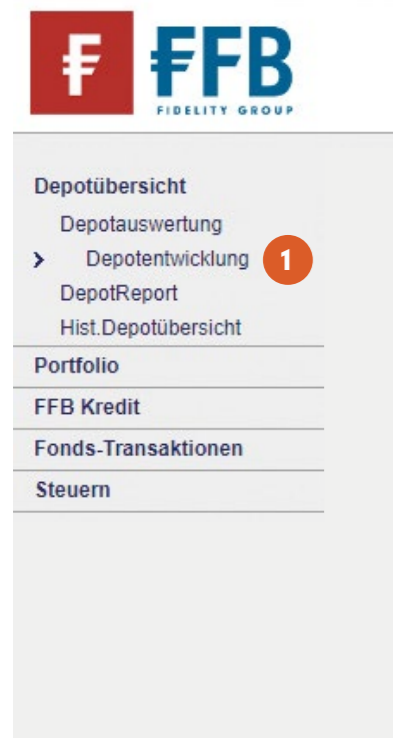 FFB
FIDELITY GROUP
Depotübersicht
Depotauswertung
Depotentwicklung 1
DepotReport
Hist.Depotübersicht
Portfolio
FFB Kredit
Fonds-Transaktionen
Steuern